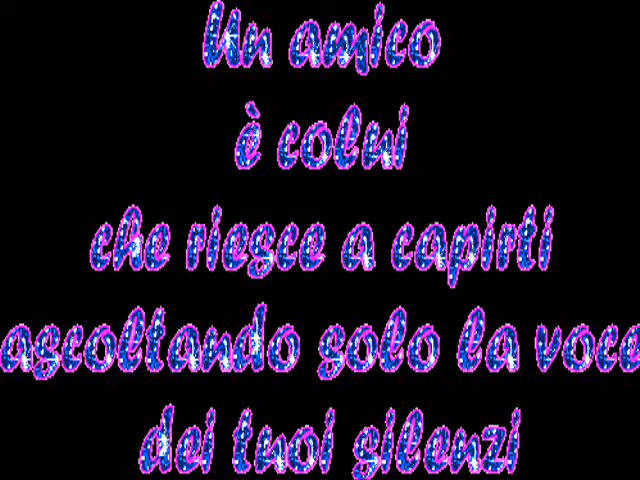 Un amico
è colui
che riesce a capirti
ascoltando solo la voce
dei tuoi silenzi